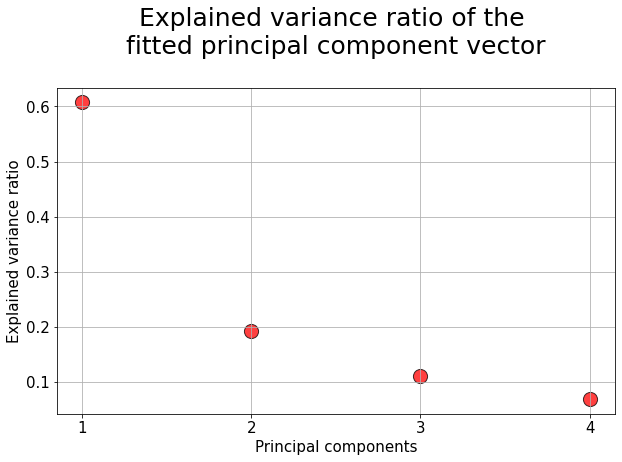 Explained variance ratio of the
fitted principal component vector
0.6
0.5
0.4
0.3
0.2
0.1
Explained variance ratio
1
2
3
4
Principal components